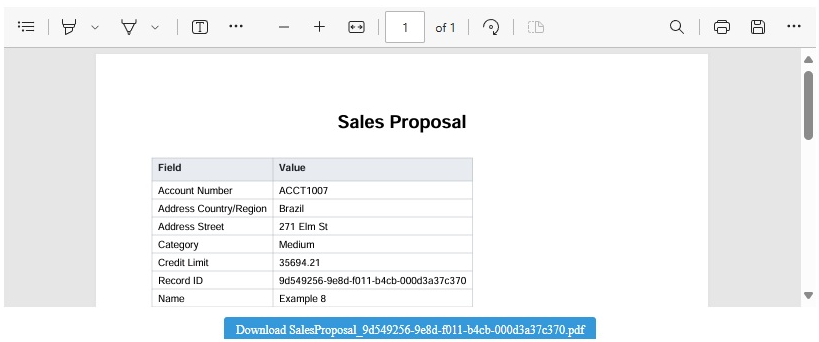 1 of 1
Sales Proposal
Field Value
Account Number ACCT1007
Address Country/Region Brazil
Address Street 271 Elm St
Category Medium
Credit Limit 35694.21
Record ID 9d549256-9e8d-f011-b4cb-000d3a37c370
Name Example 8
Download SalesProposal_9d549256-9e8d-f011-b4cb-000d3a37c370.pdf